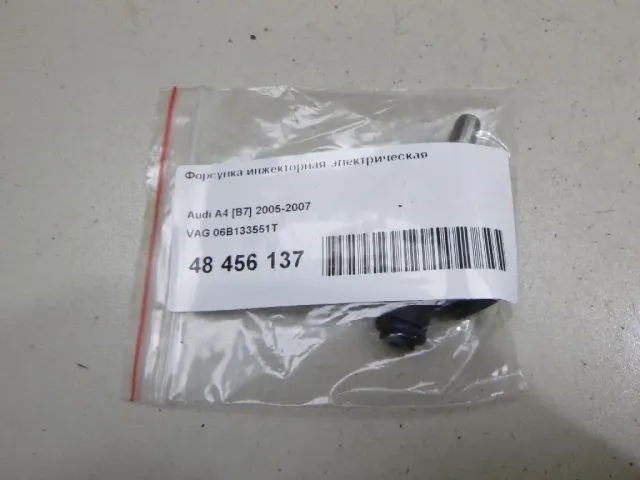 Форсунка инжекторная электрическая
Audi A4 [B7] 2005-2007
VAG 06B133551T
48 456 137